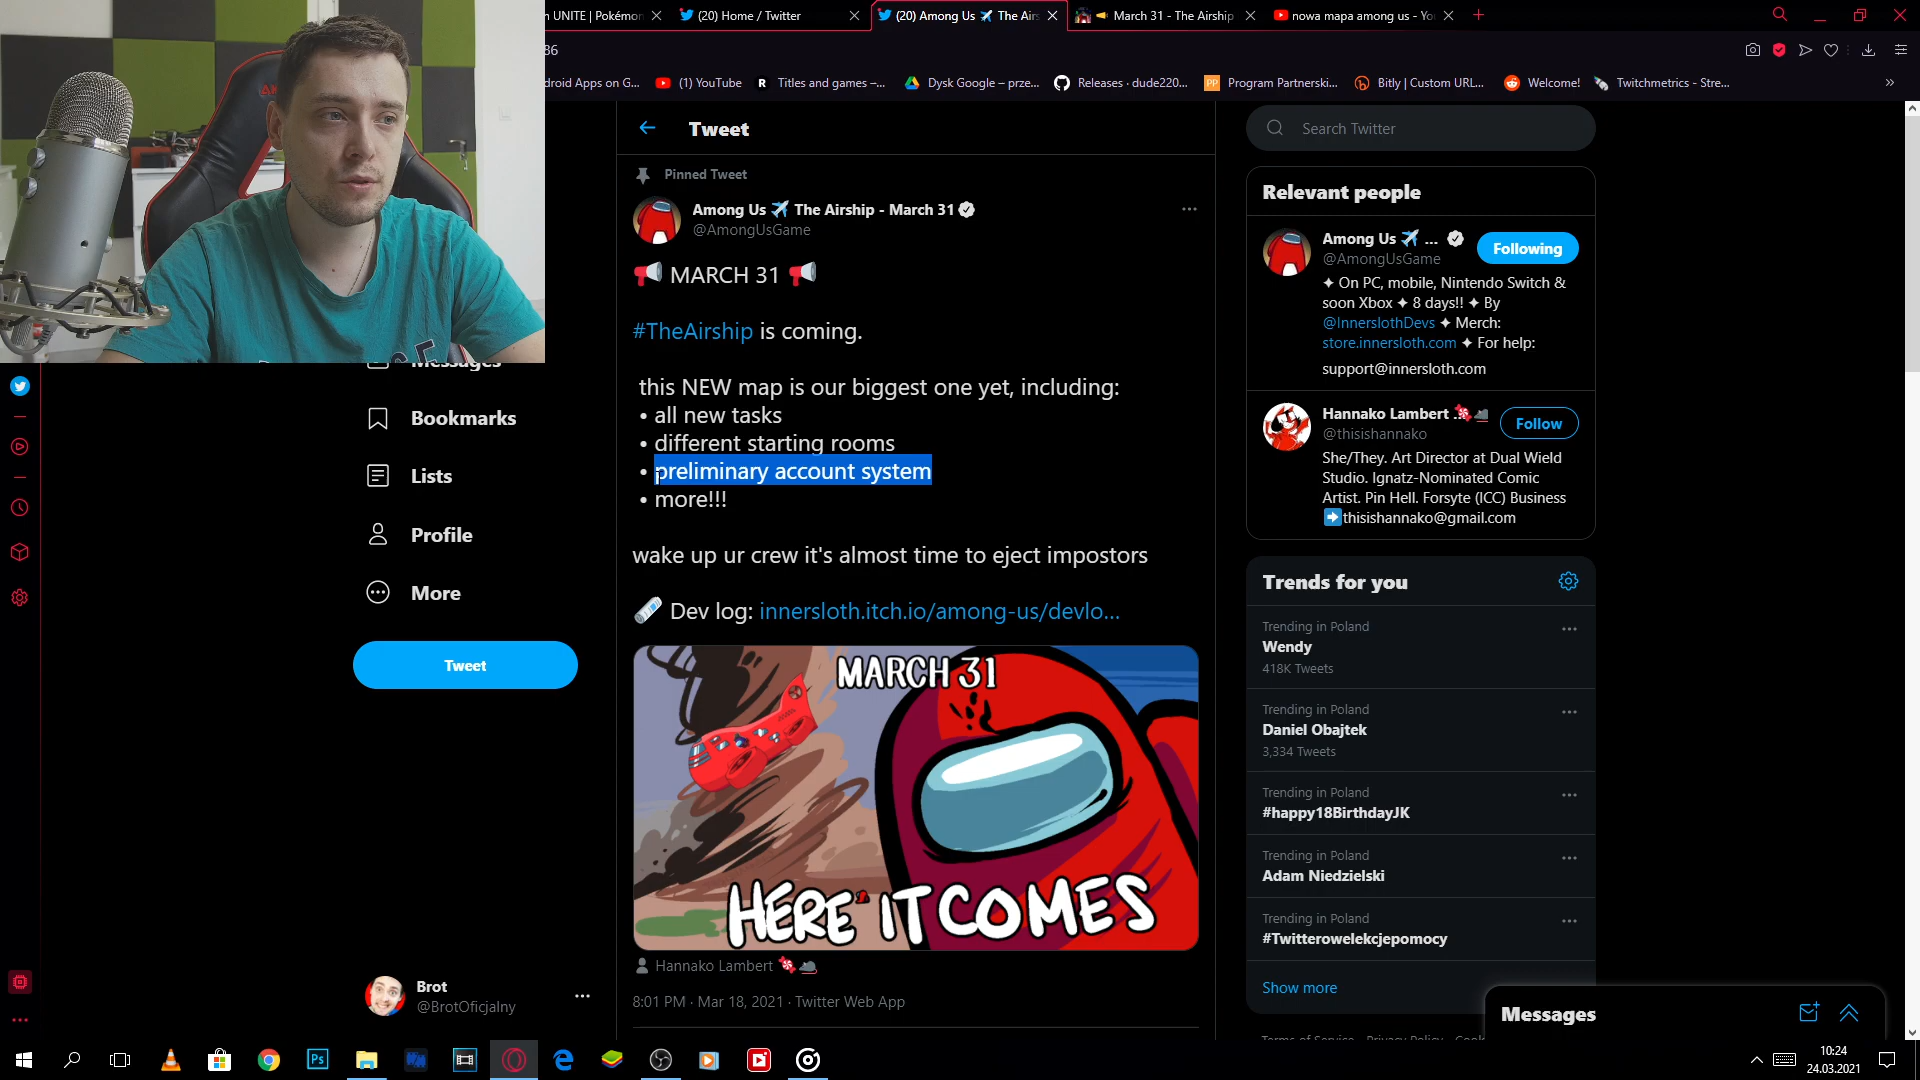 n UNITE | Pokémor
(20) Home / Twitter
(20) Among Us ✈️ The Airs
March 31 - The Airship
nowa mapa among us - Yo
86
droid Apps on G...
(1) YouTube
Titles and games –...
Dysk Google – prze...
Releases · dude220...
Program Partnerski...
Bitly | Custom URL...
Welcome!
Twitchmetrics - Stre...
»
Tweet
Search Twitter
Pinned Tweet
Among Us ✈️ The Airship - March 31
@AmongUsGame
📢 MARCH 31 📢
#TheAirship is coming.
this NEW map is our biggest one yet, including:
• all new tasks
• different starting rooms
• preliminary account system
• more!!!
wake up ur crew it's almost time to eject impostors
Dev log: innersloth.itch.io/among-us/devlo...
MARCH 31
HERE IT COMES
Hannako Lambert
8:01 PM · Mar 18, 2021 · Twitter Web App
Messages
Bookmarks
Lists
Profile
More
Tweet
Brot
@BrotOficjalny
Relevant people
Among Us ✈️ ...
@AmongUsGame
Following
✦ On PC, mobile, Nintendo Switch &
soon Xbox ✦ 8 days!! ✦ By
@InnerslothDevs ✦ Merch:
store.innersloth.com ✦ For help:
support@innersloth.com
Hannako Lambert
@thisishannako
Follow
She/They. Art Director at Dual Wield
Studio. Ignatz-Nominated Comic
Artist. Pin Hell. Forsyte (ICC) Business
➡️thisishannako@gmail.com
Trends for you
Trending in Poland
Wendy
418K Tweets
Trending in Poland
Daniel Obajtek
3,334 Tweets
Trending in Poland
#happy18BirthdayJK
Trending in Poland
Adam Niedzielski
Trending in Poland
#Twitterowelekcjepomocy
Show more
Terms of Service Privacy Policy Cook
Messages
Ps
10:24
24.03.2021